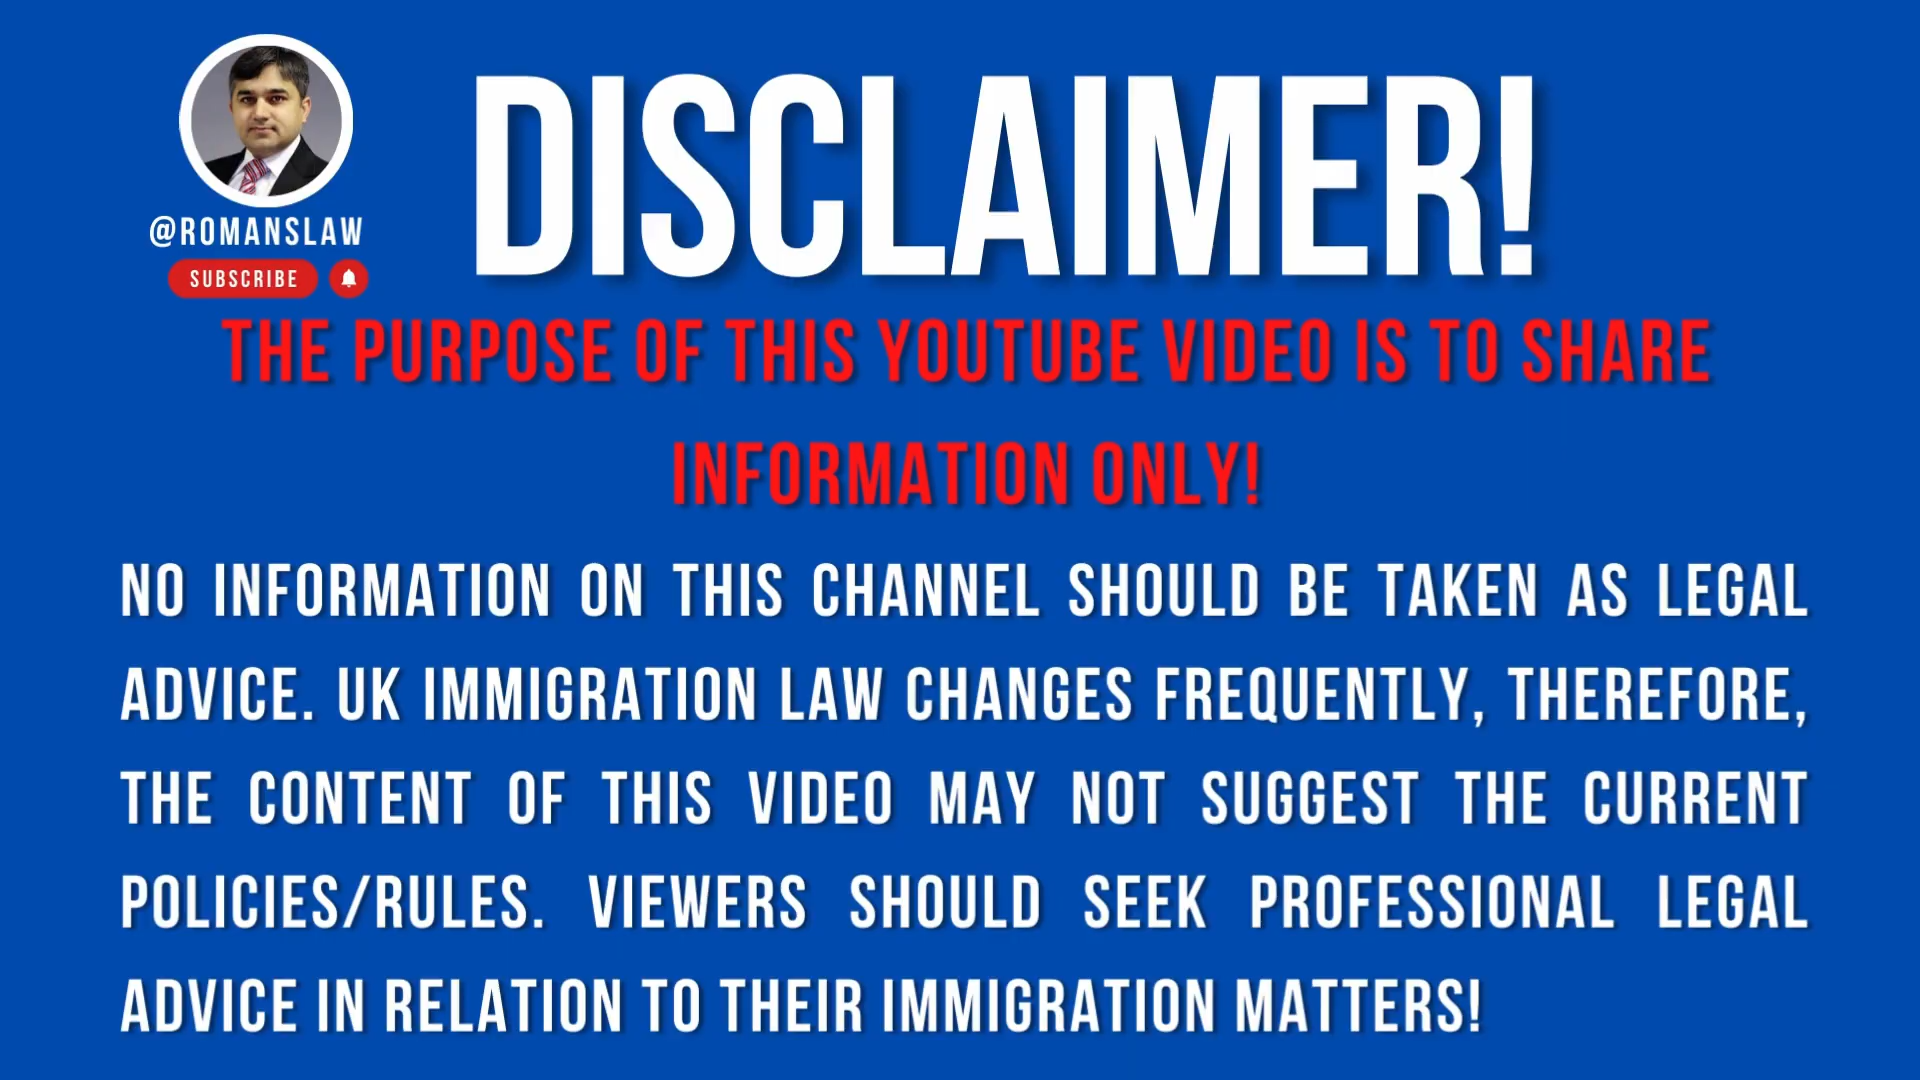 @ROMANSLAW
SUBSCRIBE
DISCLAIMER!
THE PURPOSE OF THIS YOUTUBE VIDEO IS TO SHARE
INFORMATION ONLY!
NO INFORMATION ON THIS CHANNEL SHOULD BE TAKEN AS LEGAL
ADVICE. UK IMMIGRATION LAW CHANGES FREQUENTLY, THEREFORE,
THE CONTENT OF THIS VIDEO MAY NOT SUGGEST THE CURRENT
POLICIES/RULES. VIEWERS SHOULD SEEK PROFESSIONAL LEGAL
ADVICE IN RELATION TO THEIR IMMIGRATION MATTERS!